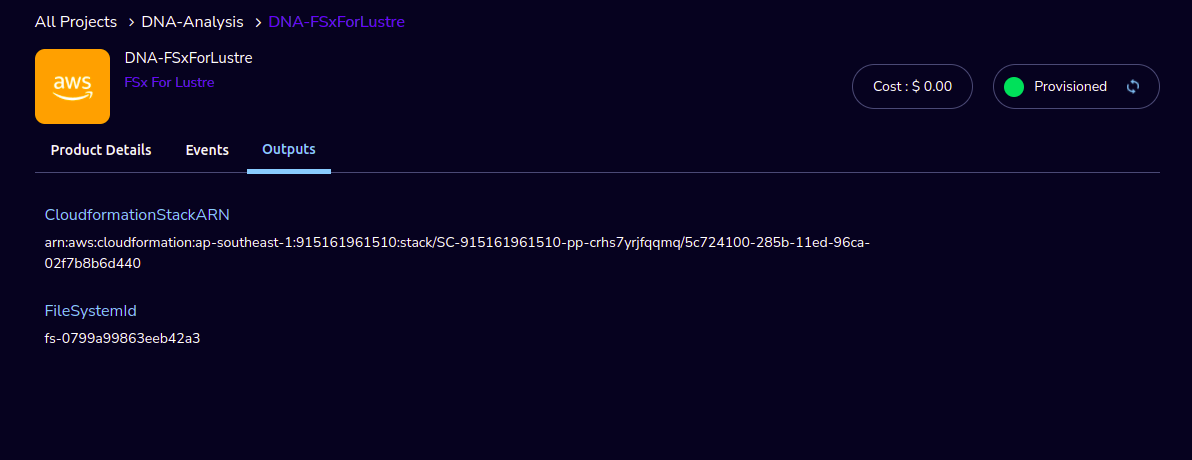 All Projects > DNA-Analysis > DNA-FSxForLustre
aws
DNA-FSxForLustre
FSx For Lustre
Cost : $ 0.00
Provisioned
Product Details
Events
Outputs
CloudformationStackARN
arn:aws:cloudformation:ap-southeast-1:915161961510:stack/SC-915161961510-pp-crhs7yrjfqqmq/5c724100-285b-11ed-96ca-
02f7b8b6d440
FileSystemId
fs-0799a99863eeb42a3